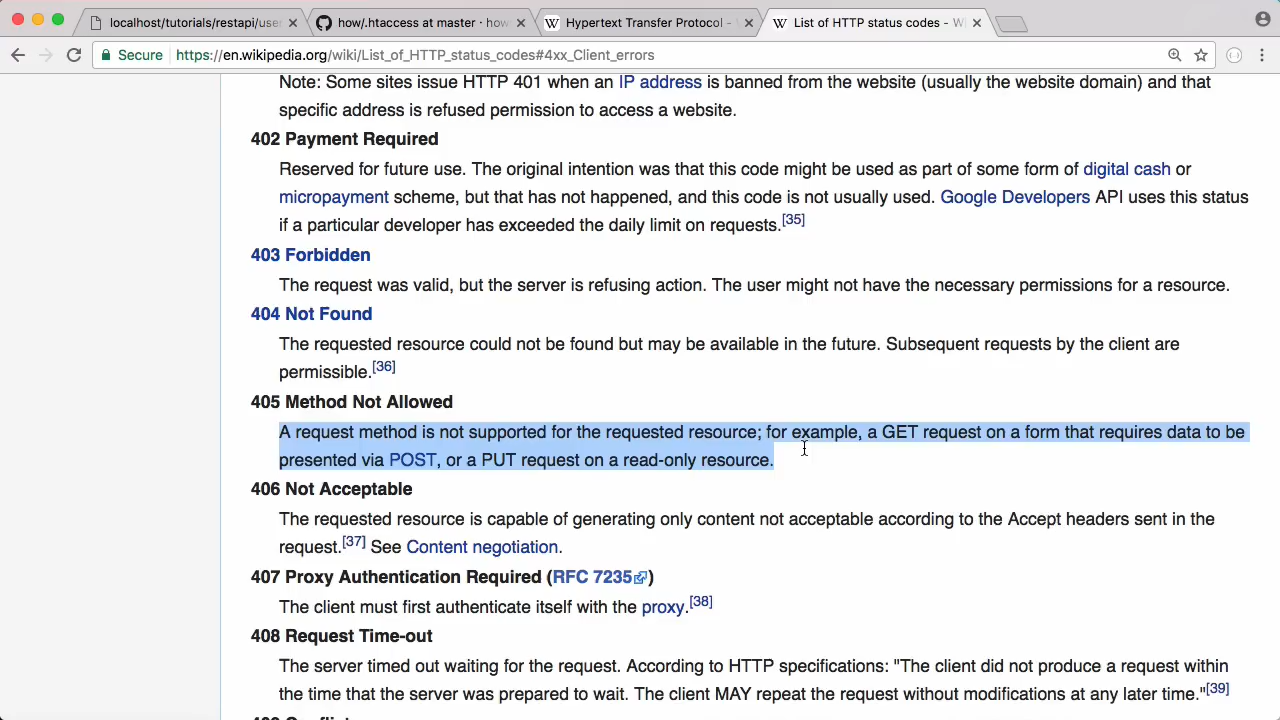 localhost/tutorials/restapi/use
how/.htaccess at master · how
Hypertext Transfer Protocol -
List of HTTP status codes - W
Secure https://en.wikipedia.org/wiki/List_of_HTTP_status_codes#4xx_Client_errors
Note: Some sites issue HTTP 401 when an IP address is banned from the website (usually the website domain) and that
specific address is refused permission to access a website.
402 Payment Required
Reserved for future use. The original intention was that this code might be used as part of some form of digital cash or
micropayment scheme, but that has not happened, and this code is not usually used. Google Developers API uses this status
if a particular developer has exceeded the daily limit on requests.[35]
403 Forbidden
The request was valid, but the server is refusing action. The user might not have the necessary permissions for a resource.
404 Not Found
The requested resource could not be found but may be available in the future. Subsequent requests by the client are
permissible.[36]
405 Method Not Allowed
A request method is not supported for the requested resource; for example, a GET request on a form that requires data to be
presented via POST, or a PUT request on a read-only resource.
406 Not Acceptable
The requested resource is capable of generating only content not acceptable according to the Accept headers sent in the
request.[37] See Content negotiation.
407 Proxy Authentication Required (RFC 7235)
The client must first authenticate itself with the proxy.[38]
408 Request Time-out
The server timed out waiting for the request. According to HTTP specifications: "The client did not produce a request within
the time that the server was prepared to wait. The client MAY repeat the request without modifications at any later time."[39]
409 Conflict